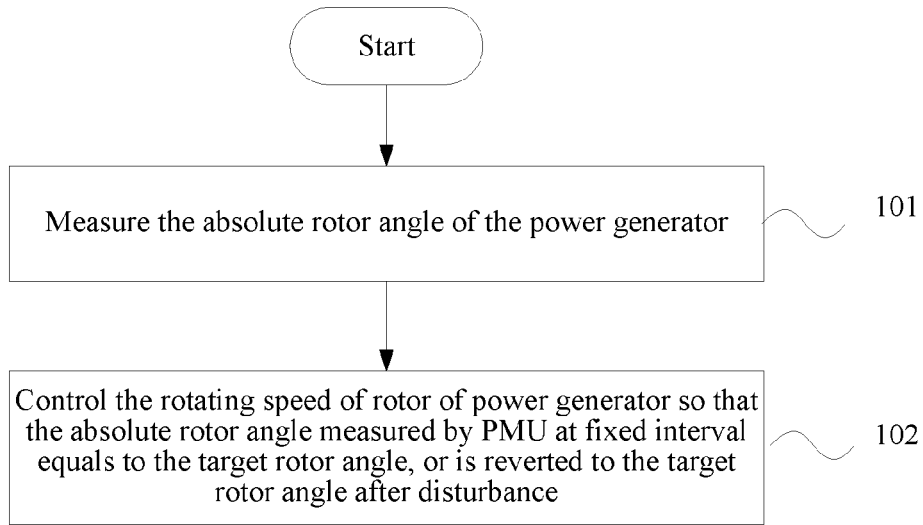 Start
Measure the absolute rotor angle of the power generator
101
Control the rotating speed of rotor of power generator so that
the absolute rotor angle measured by PMU at fixed interval
equals to the target rotor angle, or is reverted to the target
rotor angle after disturbance
102